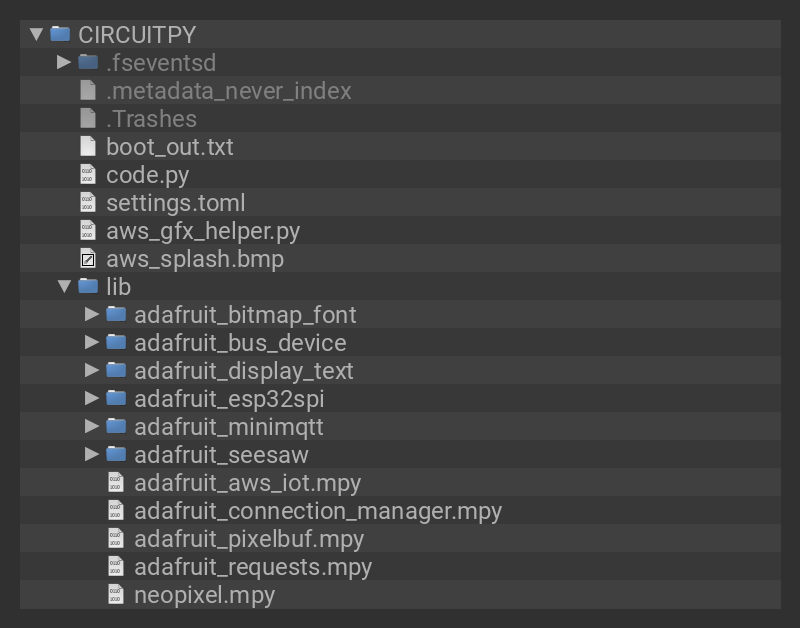 CIRCUITPY
.fseventsd
.metadata_never_index
.Trashes
boot_out.txt
code.py
settings.toml
aws_gfx_helper.py
aws_splash.bmp
lib
adafruit_bitmap_font
adafruit_bus_device
adafruit_display_text
adafruit_esp32spi
adafruit_minimqtt
adafruit_seesaw
adafruit_aws_iot.mpy
adafruit_connection_manager.mpy
adafruit_pixelbuf.mpy
adafruit_requests.mpy
neopixel.mpy